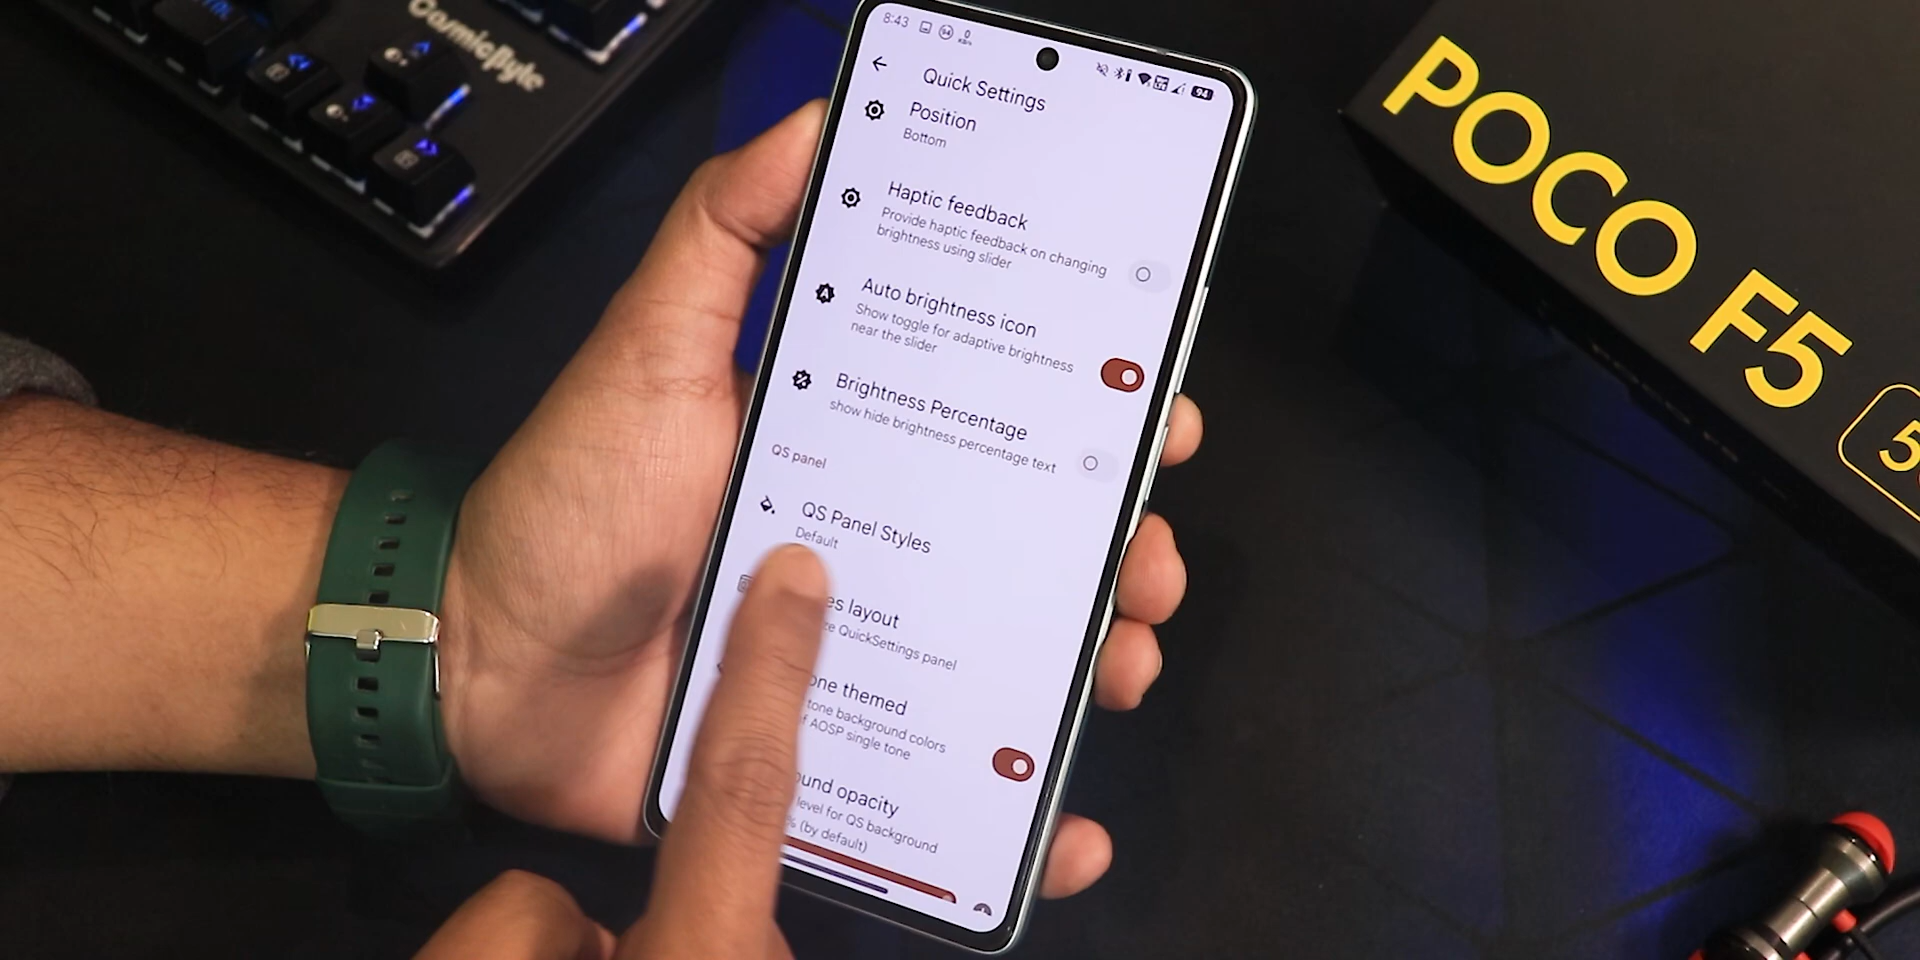 CosmicByte
8:43
KB/s
94
Quick Settings
Position
Bottom
Haptic feedback
Provide haptic feedback on changing
brightness using slider
Auto brightness icon
Show toggle for adaptive brightness
near the slider
Brightness Percentage
show hide brightness percentage text
QS panel
QS Panel Styles
Default
es layout
QuickSettings panel
one themed
tone background colors
AOSP single tone
und opacity
level for QS background
% (by default)
POCO F5
5